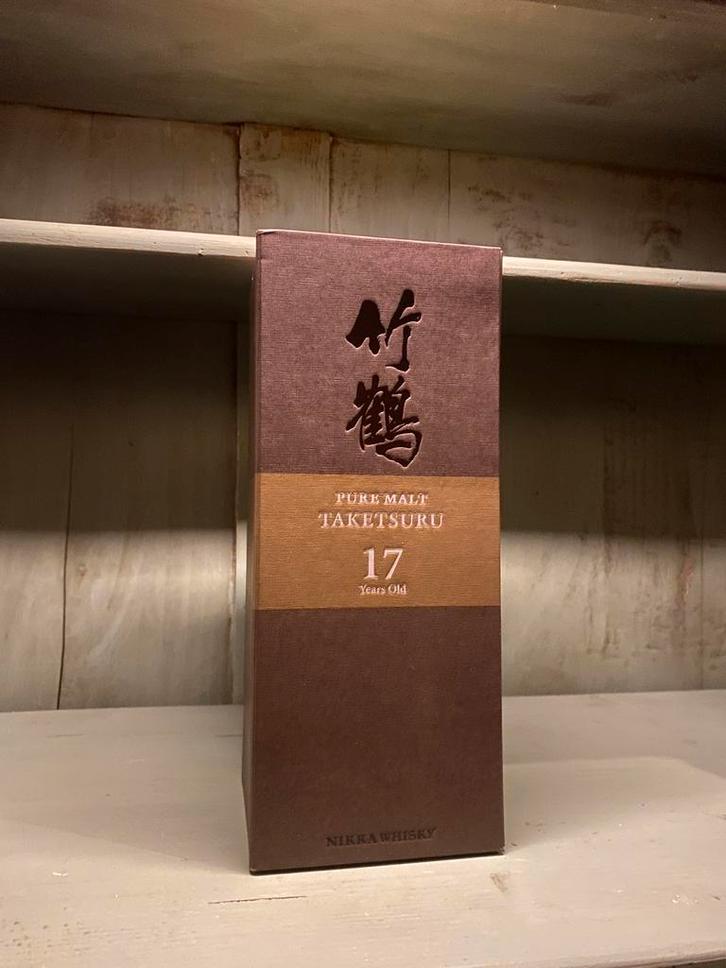 竹
鶴
PURE MALT
TAKETSURU
17
Years Old
NIKKA WHISKY